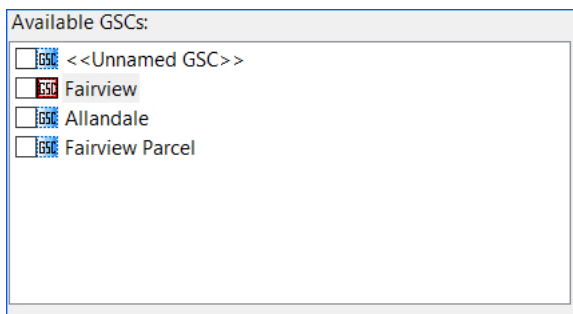 Available GSCs:
GSC <<Unnamed GSC>>
GSC Fairview
GSC Allandale
GSC Fairview Parcel